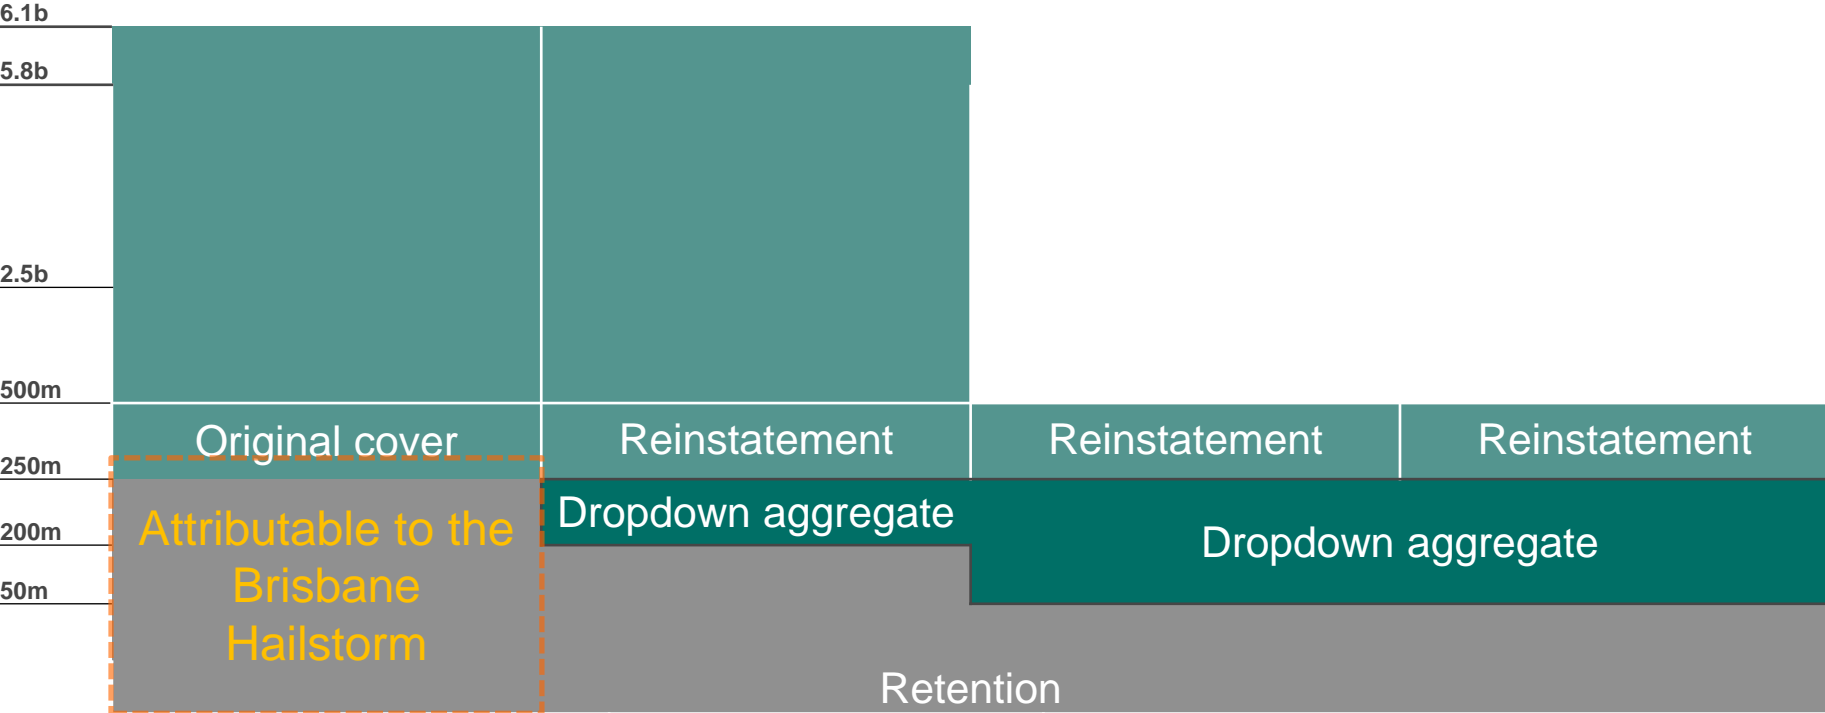 6.1b
5.8b
2.5b
500m
Original cover
Reinstatement
Reinstatement
Reinstatement
250m
Attributable to the
Brisbane
Hailstorm
Dropdown aggregate
Dropdown aggregate
200m
50m
Retention